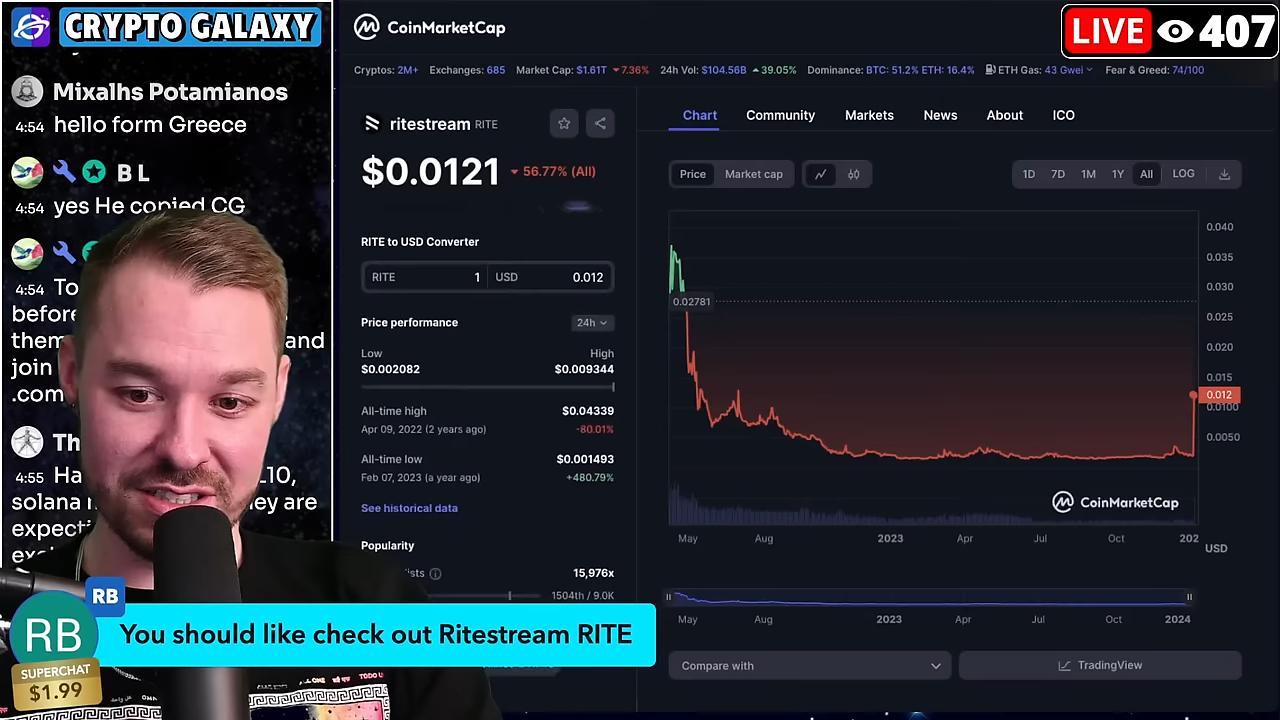 CRYPTO GALAXY
Mixalhs Potamianos
4:54 hello form Greece
B L
4:54 yes He copied CG
4:54 To
before
them and
join
.com
Th
4:55 Ha L10,
solana they are
expecti
CoinMarketCap
LIVE 407
Cryptos: 2M+ Exchanges: 685 Market Cap: $1.61T 7.36% 24h Vol: $104.56B 39.05% Dominance: BTC: 51.2% ETH: 16.4% ETH Gas: 43 Gwei Fear & Greed: 74/100
ritestream RITE
$0.0121 56.77% (All)
RITE to USD Converter
RITE 1 USD 0.012
Price performance 24h
Low High
$0.002082 $0.009344
All-time high $0.04339
Apr 09, 2022 (2 years ago) -80.01%
All-time low $0.001493
Feb 07, 2023 (a year ago) +480.79%
See historical data
Popularity
15,976x
1504th / 9.0K
Chart Community Markets News About ICO
Price Market cap
1D 7D 1M 1Y All LOG
0.040
0.035
0.030
0.02781
0.025
0.020
0.015
0.012
0.0100
0.0050
CoinMarketCap
May Aug 2023 Apr Jul Oct 202
USD
May Aug 2023 Apr Jul Oct 2024
Compare with
TradingView
RB
RB
You should like check out Ritestream RITE
SUPERCHAT
$1.99